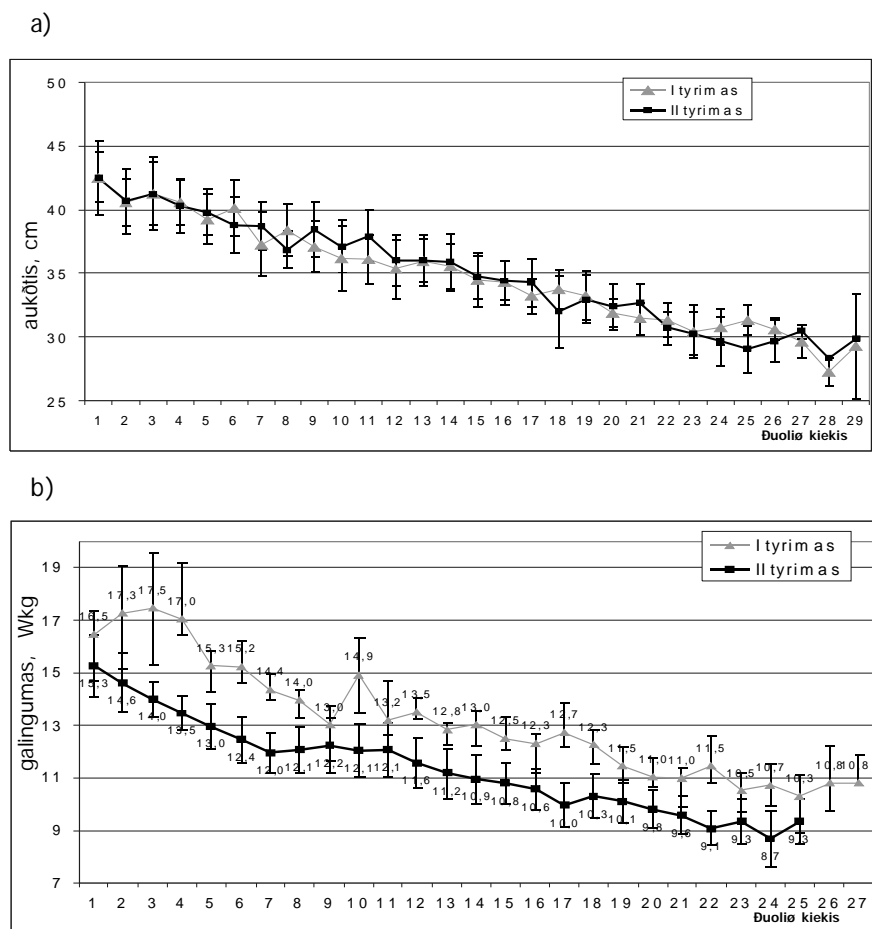 a)
50
I tyrimas
II tyrimas
45
40
35
30
25
aukðtis, cm
1 2 3 4 5 6 7 8 9 10 11 12 13 14 15 16 17 18 19 20 21 22 23 24 25 26 27 28 29
Ðuoliø kiekis
b)
I tyrimas
II tyrimas
19
17
15
13
11
9
7
galingumas, Wkg
16,5 17,3 17,5 17,0 15,3 15,2 14,4 14,0 13,0 14,9 13,2 13,5 12,8 13,0 12,5 12,3 12,7 12,3 11,5 11,0 11,0 11,5 10,5 10,7 10,3 10,8 10,8
15,3 14,6 14,0 13,5 13,0 12,4 12,0 12,1 12,2 12,1 12,1 11,6 11,2 10,9 10,8 10,6 10,0 10,3 10,1 9,8 9,6 9,1 9,3 8,7 9,3
1 2 3 4 5 6 7 8 9 10 11 12 13 14 15 16 17 18 19 20 21 22 23 24 25 26 27
Ðuoliø kiekis